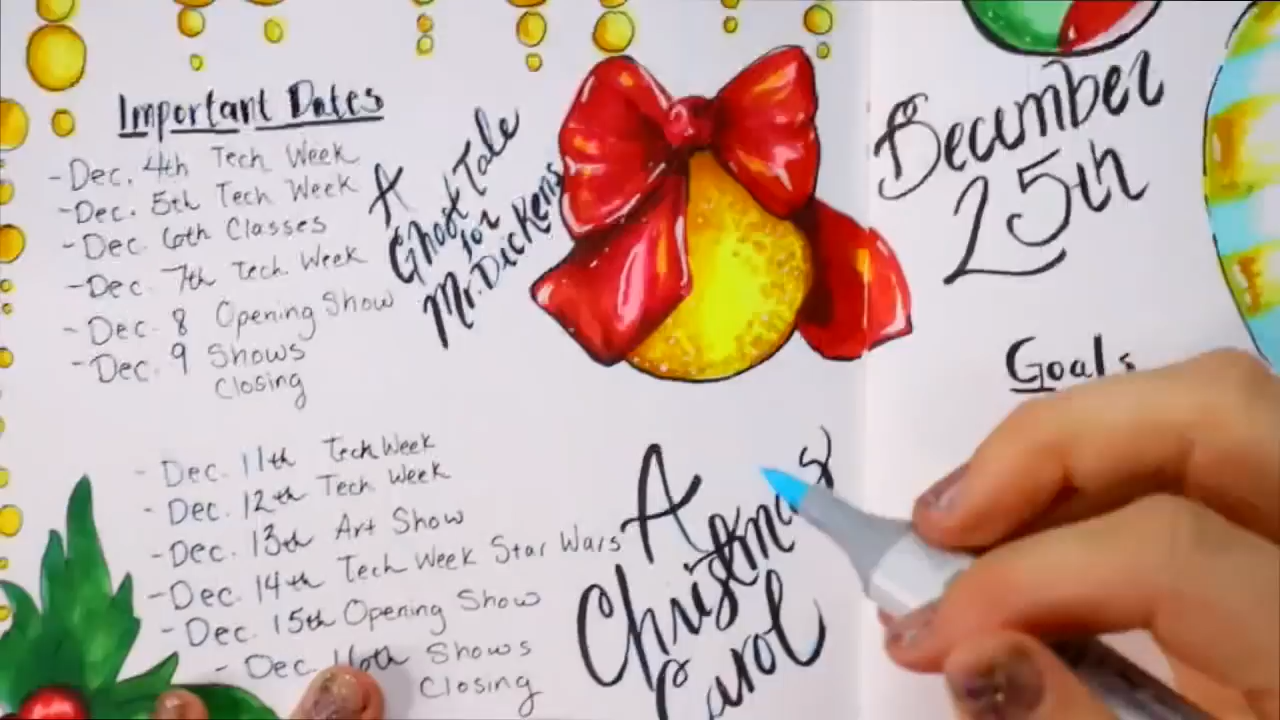 Important Dates
- Dec. 4th Tech Week
- Dec. 5th Tech Week
- Dec. 6th Classes
- Dec. 7th Tech Week
- Dec. 8 Opening Show
- Dec. 9 Shows
Closing
A
Ghost Tale
for
Mr. Dickens
- Dec. 11th Tech Week
- Dec. 12th Tech Week
- Dec. 13th Art Show
- Dec. 14th Tech Week Star Wars
- Dec. 15th Opening Show
- Dec. 16th Shows
Closing
A
Christmas
Carol
December
25th
Goals